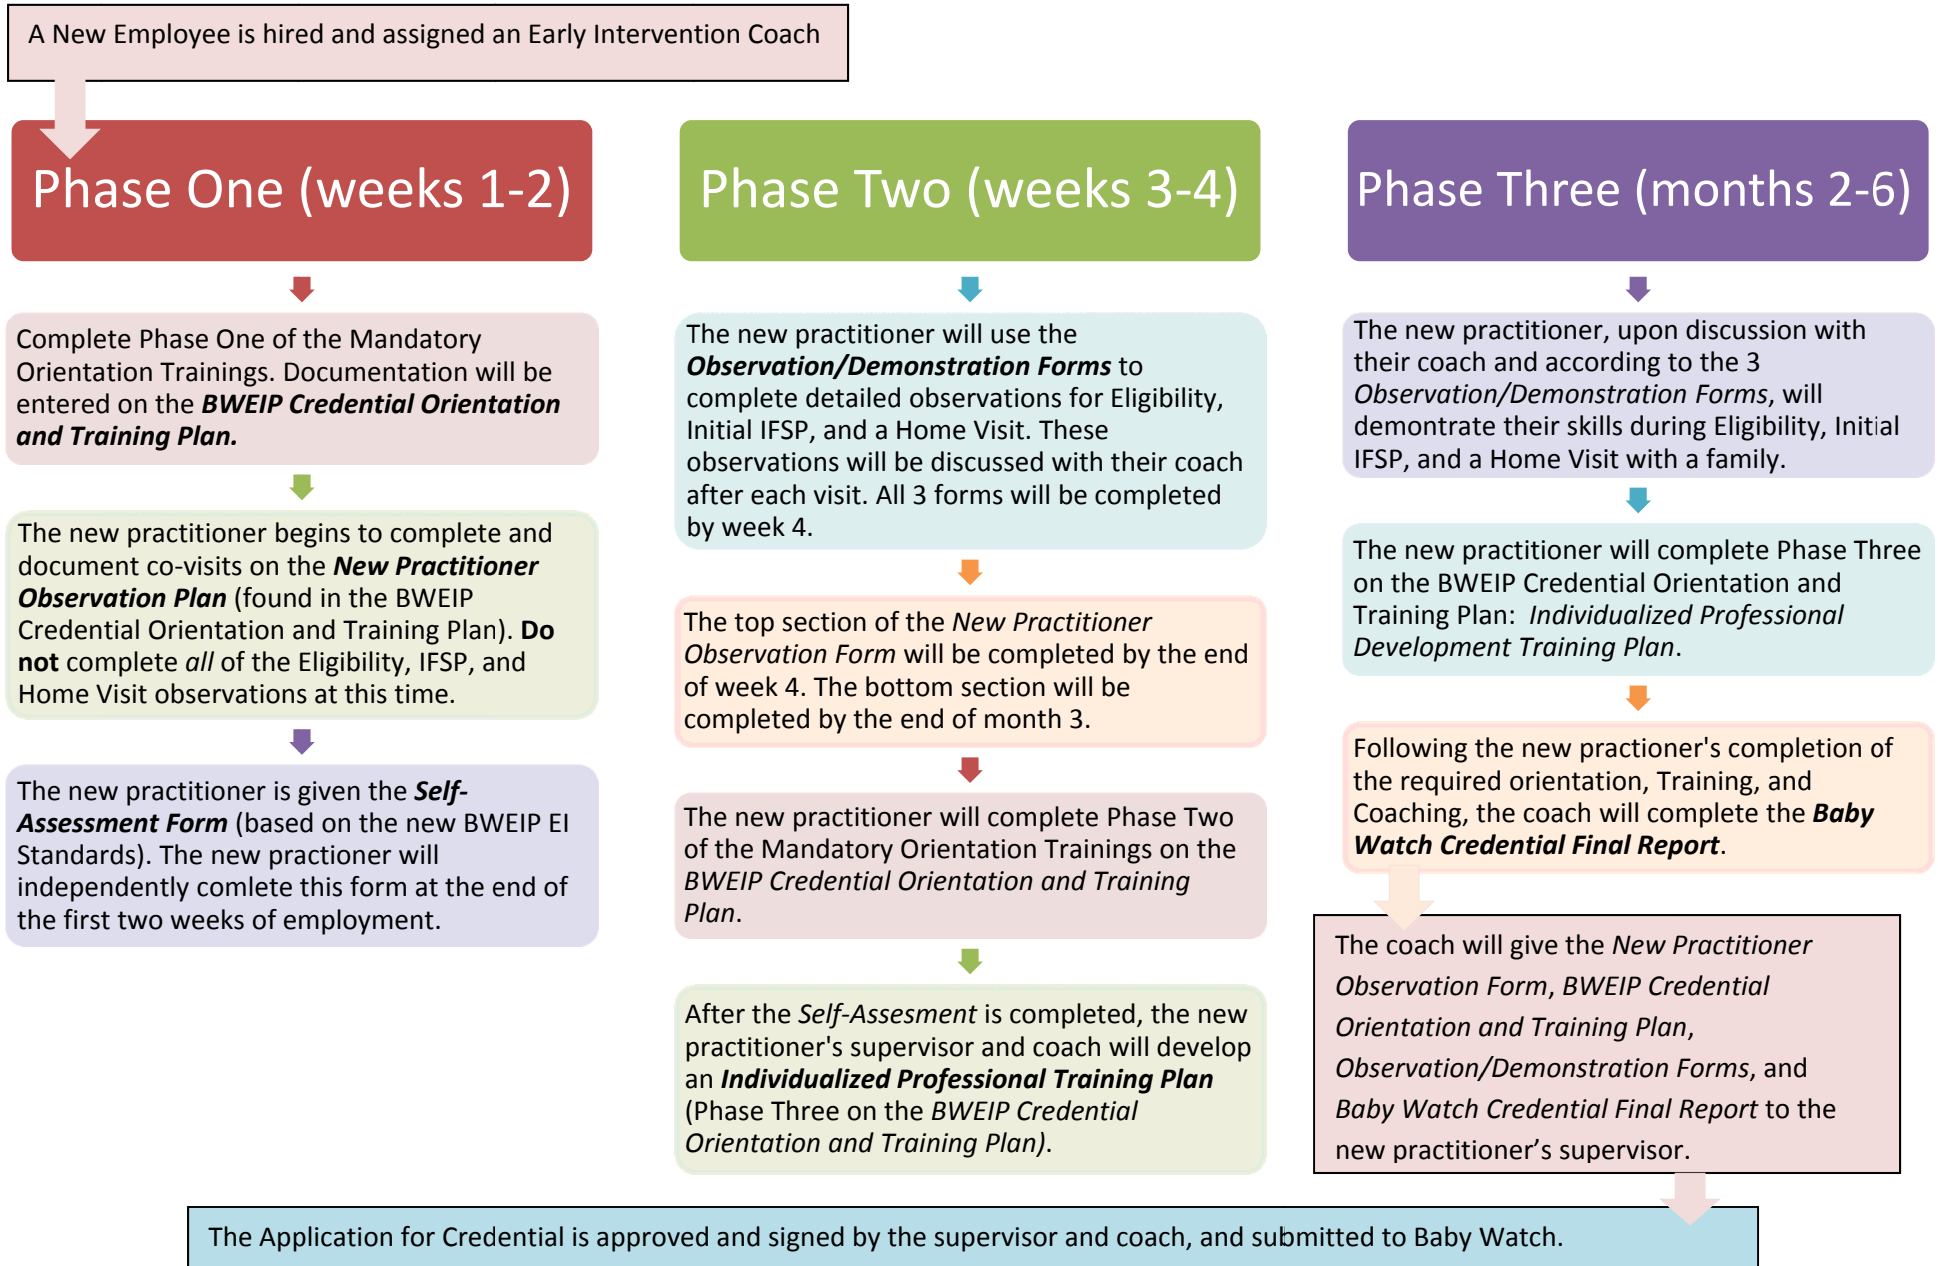 A New Employee is hired and assigned an Early Intervention Coach
Phase One (weeks 1-2)
Complete Phase One of the Mandatory
Orientation Trainings. Documentation will be
entered on the BWEIP Credential Orientation
and Training Plan.
The new practitioner begins to complete and
document co-visits on the New Practitioner
Observation Plan (found in the BWEIP
Credential Orientation and Training Plan). Do
not complete all of the Eligibility, IFSP, and
Home Visit observations at this time.
The new practitioner is given the Self-
Assessment Form (based on the new BWEIP EI
Standards). The new practioner will
independently comlete this form at the end of
the first two weeks of employment.
Phase Two (weeks 3-4)
The new practitioner will use the
Observation/Demonstration Forms to
complete detailed observations for Eligibility,
Initial IFSP, and a Home Visit. These
observations will be discussed with their coach
after each visit. All 3 forms will be completed
by week 4.
The top section of the New Practitioner
Observation Form will be completed by the end
of week 4. The bottom section will be
completed by the end of month 3.
The new practitioner will complete Phase Two
of the Mandatory Orientation Trainings on the
BWEIP Credential Orientation and Training
Plan.
After the Self-Assesment is completed, the new
practitioner's supervisor and coach will develop
an Individualized Professional Training Plan
(Phase Three on the BWEIP Credential
Orientation and Training Plan).
Phase Three (months 2-6)
The new practitioner, upon discussion with
their coach and according to the 3
Observation/Demonstration Forms, will
demontrate their skills during Eligibility, Initial
IFSP, and a Home Visit with a family.
The new practitioner will complete Phase Three
on the BWEIP Credential Orientation and
Training Plan: Individualized Professional
Development Training Plan.
Following the new practioner's completion of
the required orientation, Training, and
Coaching, the coach will complete the Baby
Watch Credential Final Report.
The coach will give the New Practitioner
Observation Form, BWEIP Credential
Orientation and Training Plan,
Observation/Demonstration Forms, and
Baby Watch Credential Final Report to the
new practitioner’s supervisor.
The Application for Credential is approved and signed by the supervisor and coach, and submitted to Baby Watch.